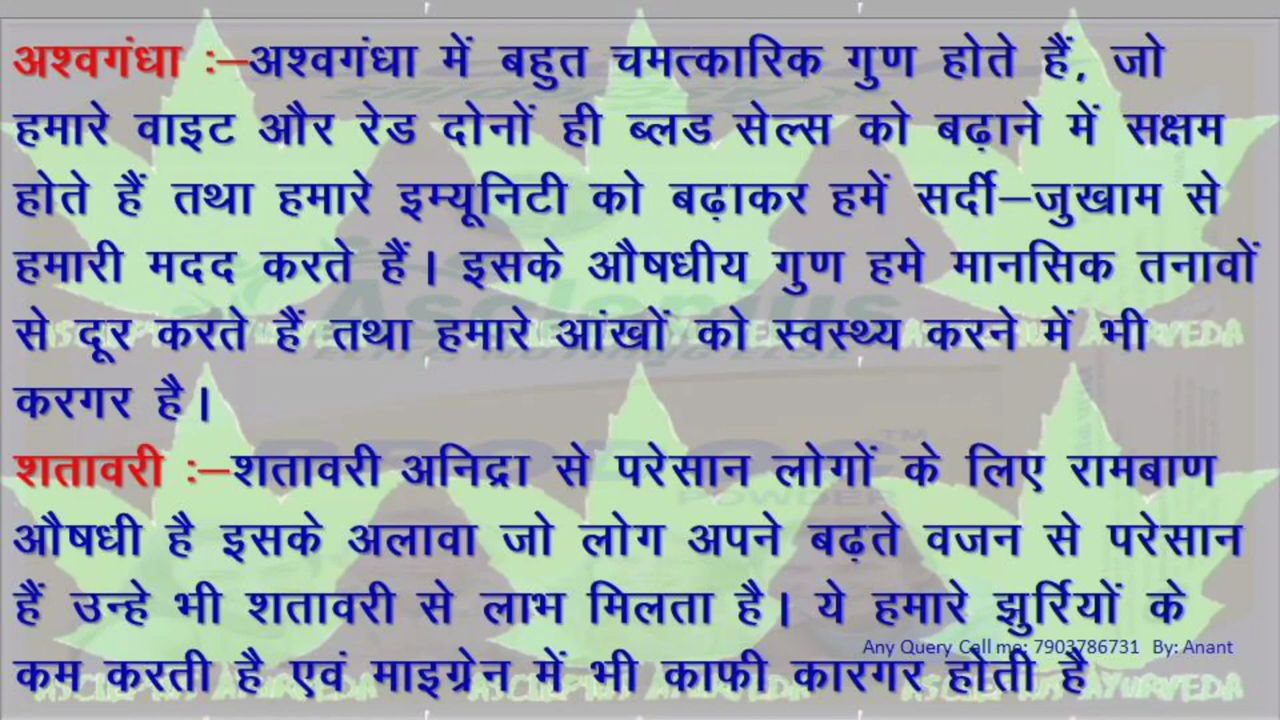 अश्वगंधा :–अश्वगंधा में बहुत चमत्कारिक गुण होते हैं, जो
हमारे वाइट और रेड दोनों ही ब्लड सेल्स को बढ़ाने में सक्षम
होते हैं तथा हमारे इम्यूनिटी को बढ़ाकर हमें सर्दी–जुखाम से
हमारी मदद करते हैं। इसके औषधीय गुण हमे मानसिक तनावों
से दूर करते हैं तथा हमारे आंखों को स्वस्थ्य करने में भी
करगर है।
शतावरी :–शतावरी अनिद्रा से परेसान लोगों के लिए रामबाण
औषधी है इसके अलावा जो लोग अपने बढ़ते वजन से परेसान
हैं उन्हे भी शतावरी से लाभ मिलता है। ये हमारे झुर्रियों के
Any Query Call me: 7903786731 By: Anant
कम करती है एवं माइग्रेन में भी काफी कारगर होती है